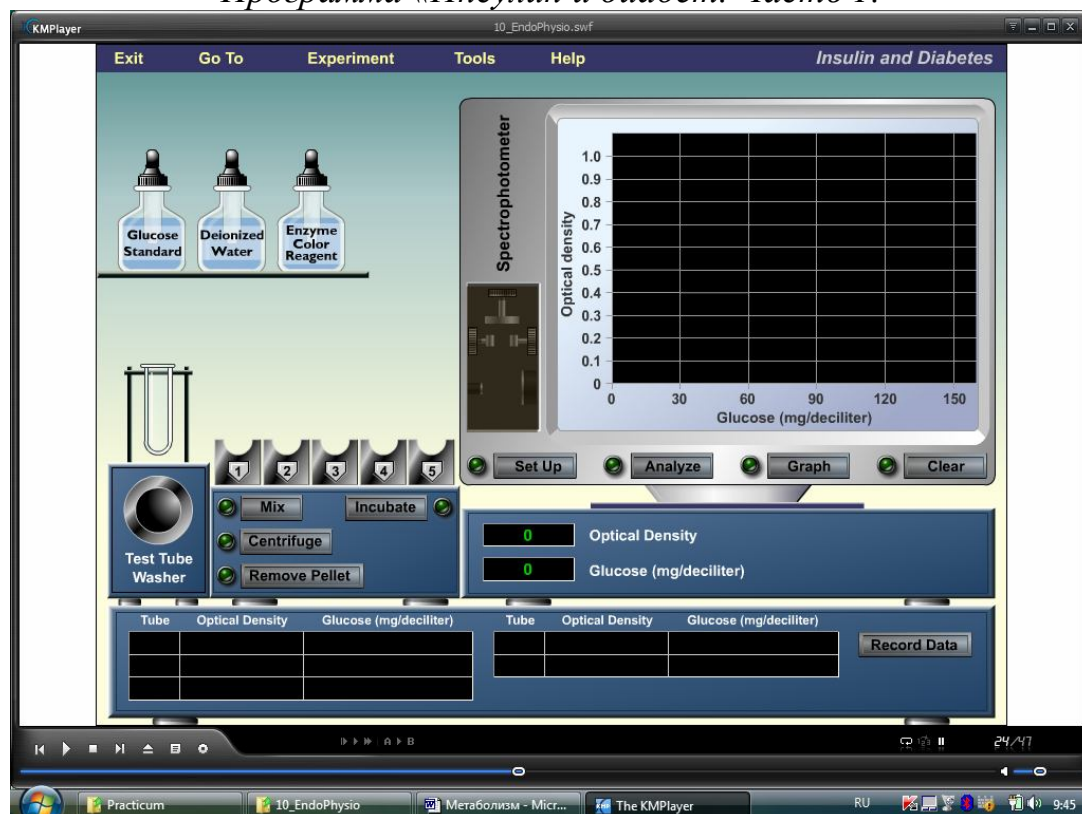 Программа «Инсулин и диабет. Часть 1.
KMPlayer
10_EndoPhysio.swf
Exit Go To Experiment Tools Help Insulin and Diabetes
Glucose Standard
Deionized Water
Enzyme Color Reagent
Spectrophotometer
Optical density
1.0
0.9
0.8
0.7
0.6
0.5
0.4
0.3
0.2
0.1
0
0 30 60 90 120 150
Glucose (mg/deciliter)
Set Up Analyze Graph Clear
1 2 3 4 5
Mix Incubate
Centrifuge
Remove Pellet
Test Tube
Washer
0 Optical Density
0 Glucose (mg/deciliter)
Tube Optical Density Glucose (mg/deciliter) Tube Optical Density Glucose (mg/deciliter)
Record Data
A B
24/47
Practicum 10_EndoPhysio Метаболизм - Micr... The KMPlayer RU 9:45